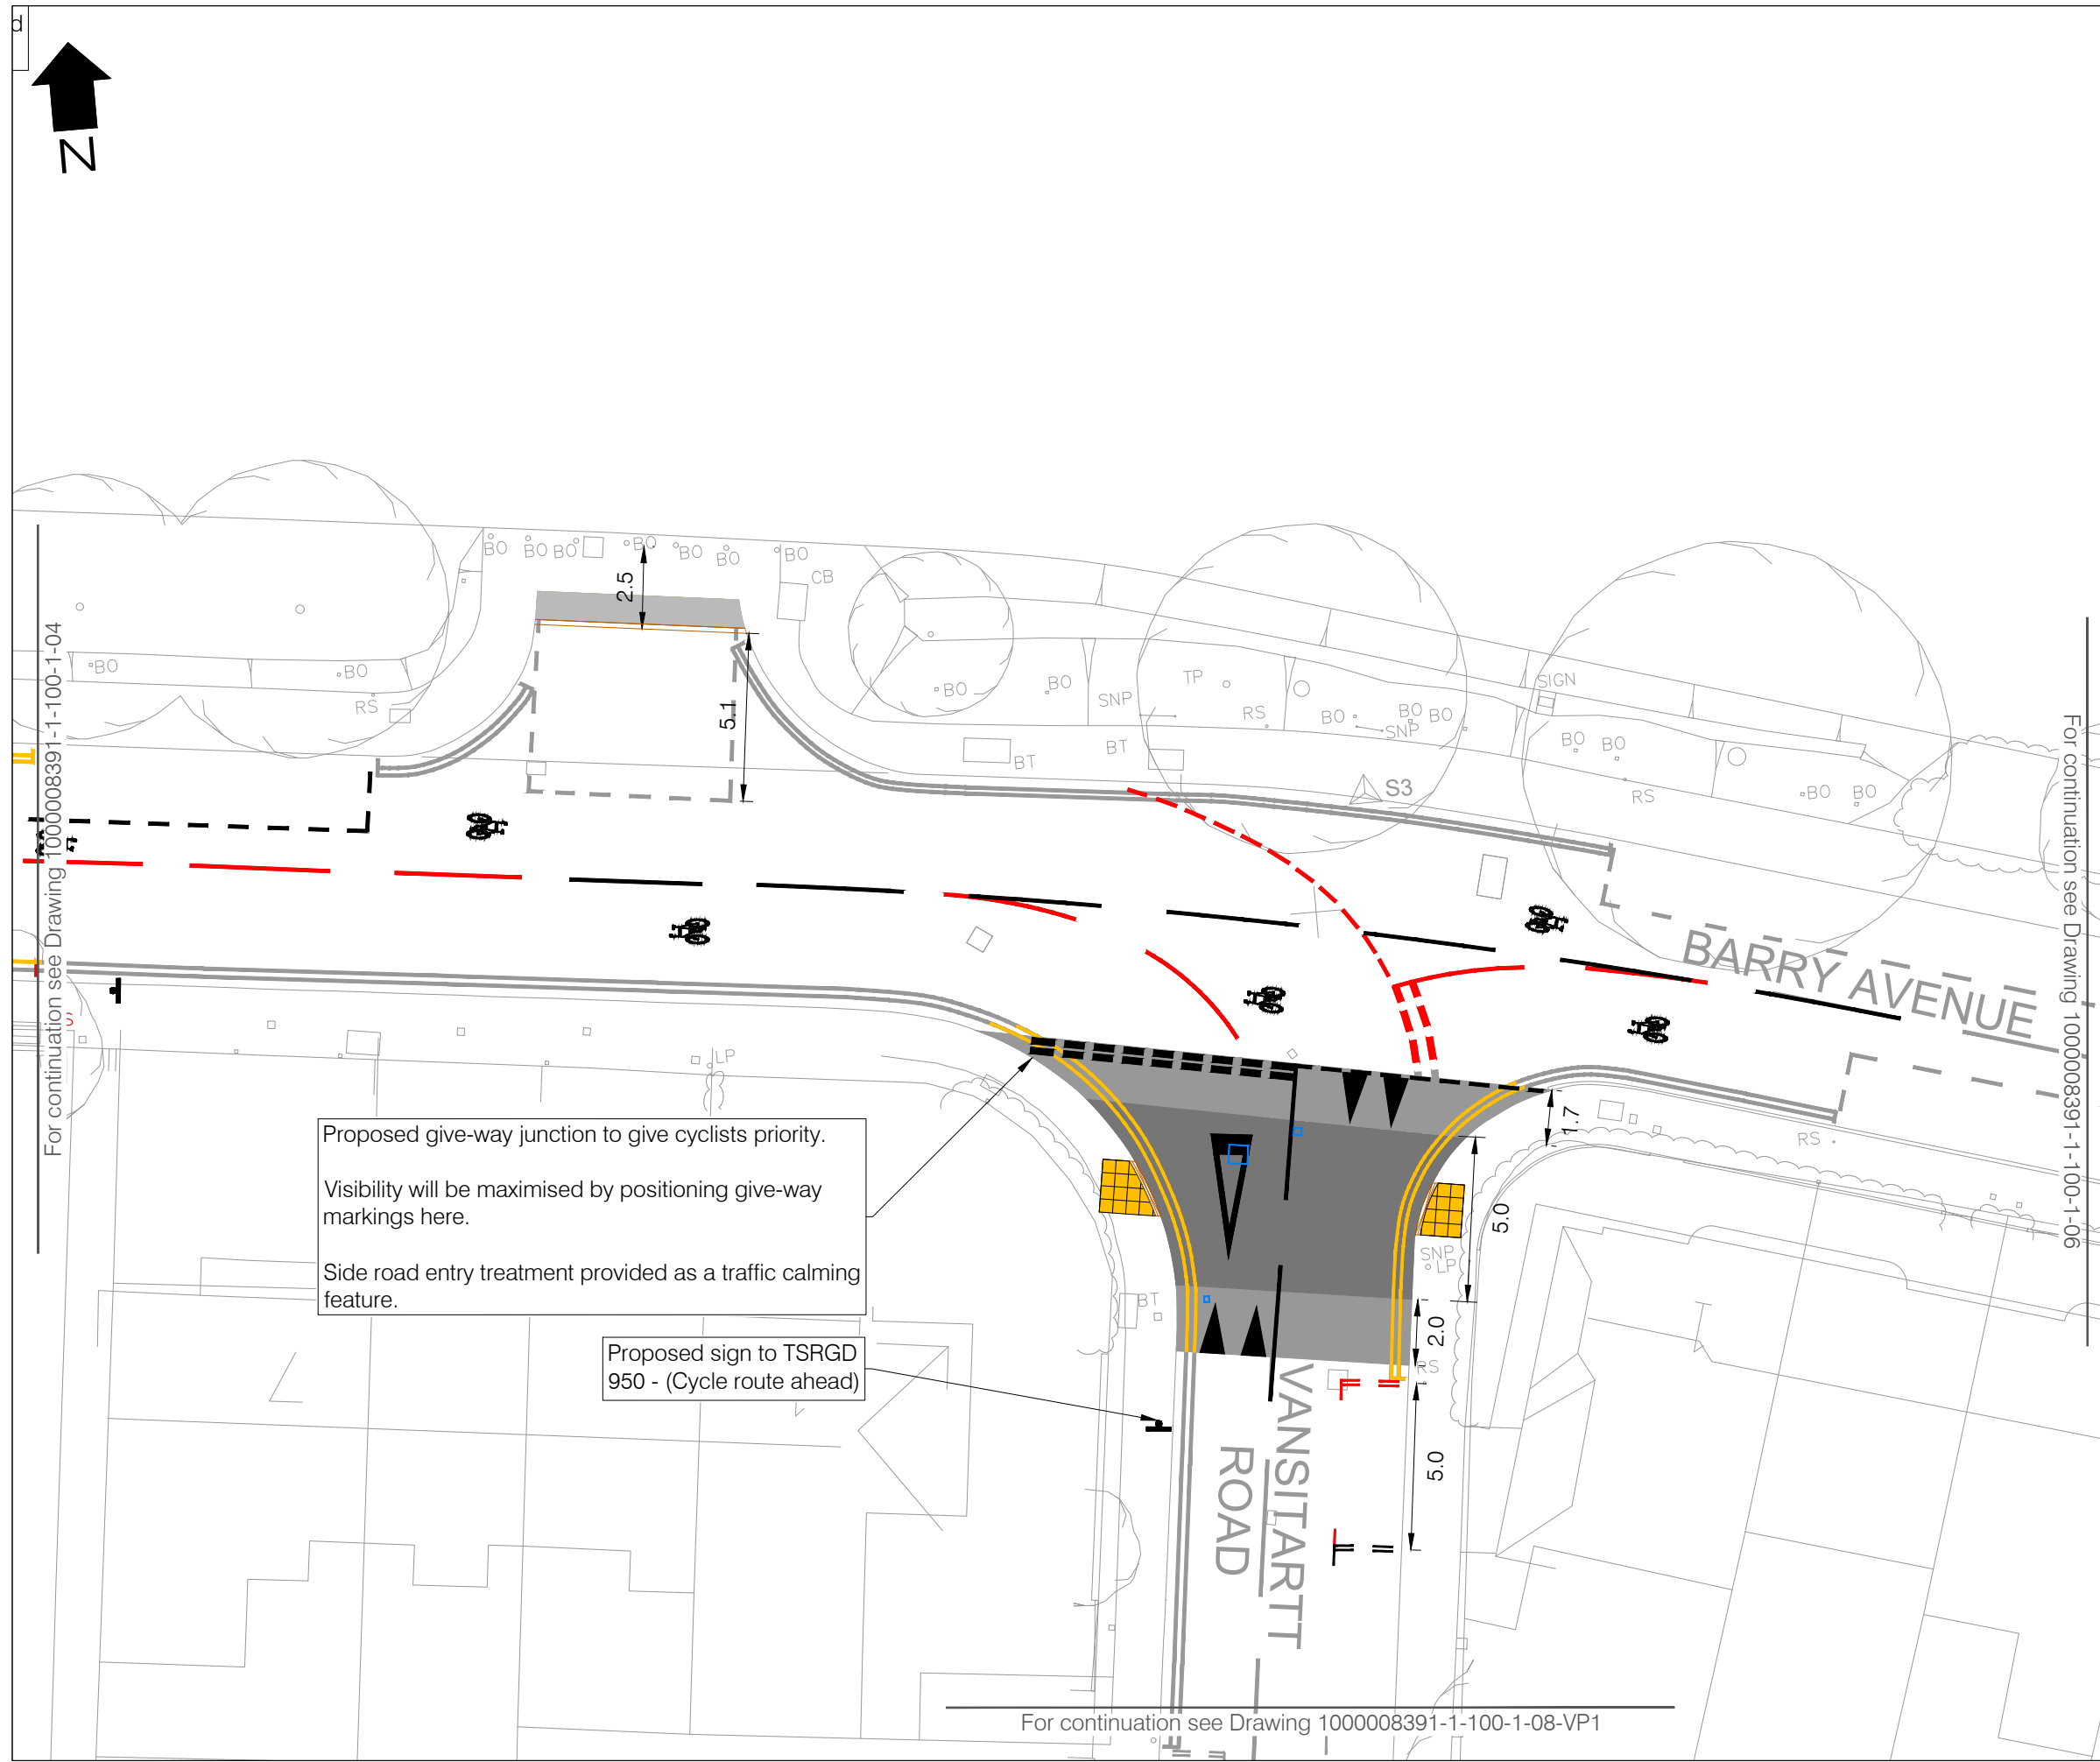 d
N
BO
BO
BO
BO
BO
BO
BO
CB
2.5
5.1
BO
BO
RS
BO
BO
SNP
TP
RS
BO
BO
BO
SNP
SIGN
BO
BO
RS
BO
BO
BT
BT
S3
For continuation see Drawing 1000008391-1-100-1-04
For continuation see Drawing 1000008391-1-100-1-06
BARRY AVENUE
S
LP
Proposed give-way junction to give cyclists priority.
Visibility will be maximised by positioning give-way
markings here.
Side road entry treatment provided as a traffic calming
feature.
Proposed sign to TSRGD
950 - (Cycle route ahead)
1.7
RS
5.0
SNP
LP
BT
2.0
RS
5.0
VANSITARTT
ROAD
For continuation see Drawing 1000008391-1-100-1-08-VP1